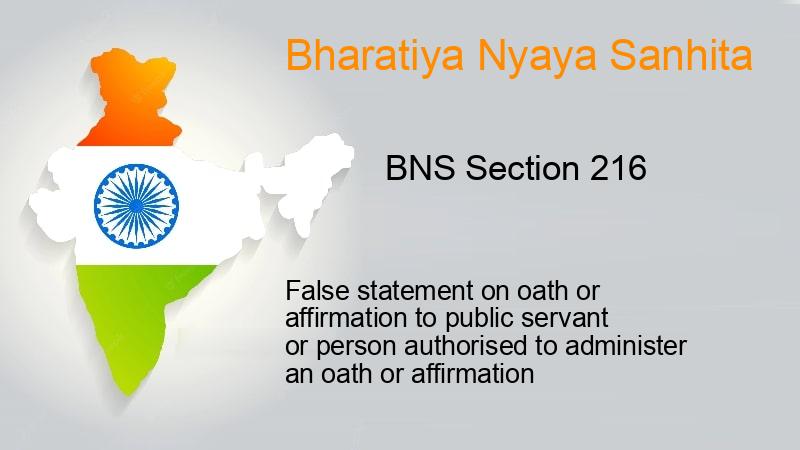 Bharatiya Nyaya Sanhita
BNS Section 216
False statement on oath or
affirmation to public servant
or person authorised to administer
an oath or affirmation